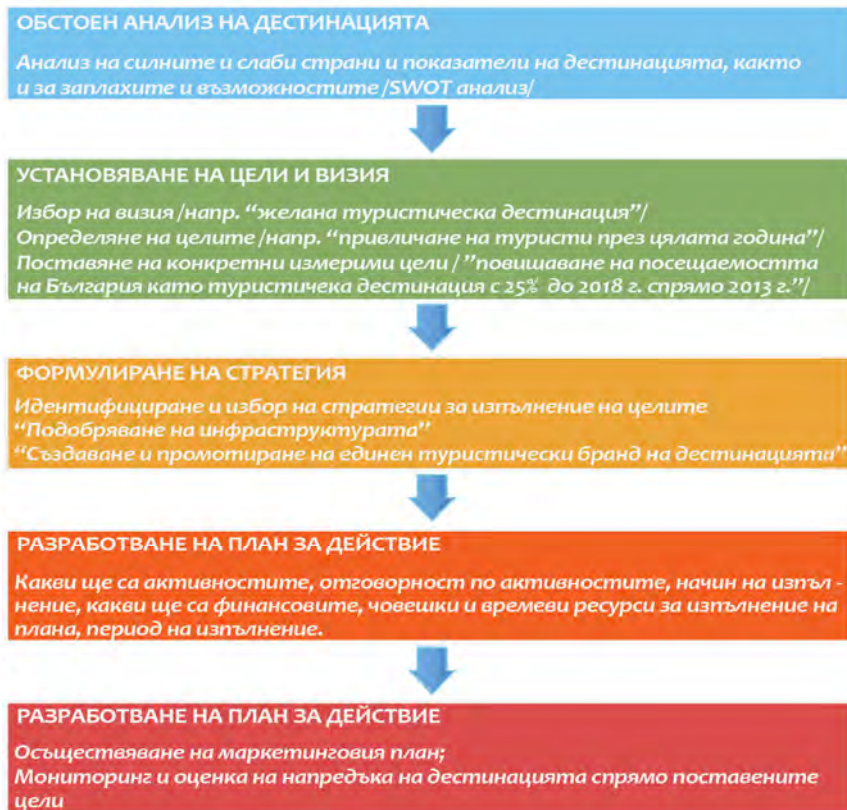 ОБСТОЕН АНАЛИЗ НА ДЕСТИНАЦИЯТА
Анализ на силните и слаби страни и показатели на дестинацията, както
и за заплахите и възможностите /SWOT анализ/
УСТАНОВЯВАНЕ НА ЦЕЛИ И ВИЗИЯ
Избор на визия /напр. “желана туристическа дестинация”/
Определяне на целите /напр. “привличане на туристи през цялата година”/
Поставяне на конкретни измерими цели / ”повишаване на посещаемостта
на България като туристичека дестинация с 25% до 2018 г. спрямо 2013 г.”/
ФОРМУЛИРАНЕ НА СТРАТЕГИЯ
Идентифициране и избор на стратегии за изпълнение на целите
“Подобряване на инфраструктурата”
“Създаване и промотиране на единен туристически бранд на дестинацията”
РАЗРАБОТВАНЕ НА ПЛАН ЗА ДЕЙСТВИЕ
Какви ще са активностите, отговорност по активностите, начин на изпъл -
нение, какви ще са финансовите, човешки и времеви ресурси за изпълнение на
плана, период на изпълнение.
РАЗРАБОТВАНЕ НА ПЛАН ЗА ДЕЙСТВИЕ
Осъществяване на маркетинговия план;
Мониторинг и оценка на напредъка на дестинацията спрямо поставените
цели